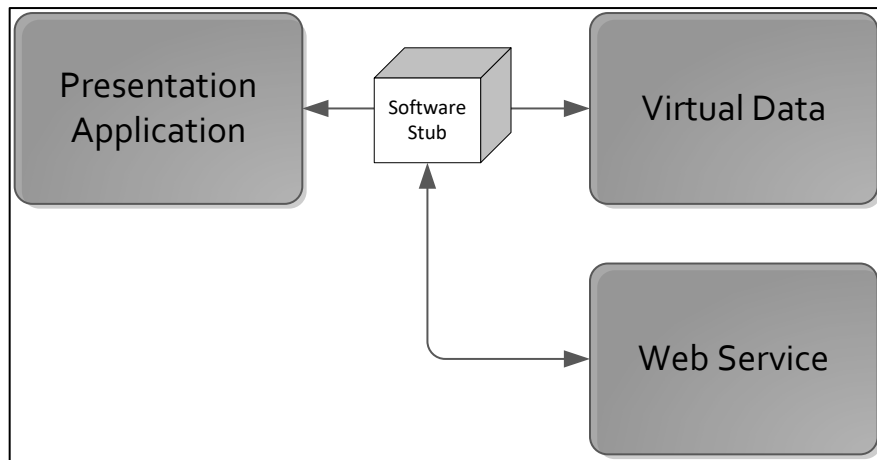 Presentation
Application
Software
Stub
Virtual Data
Web Service